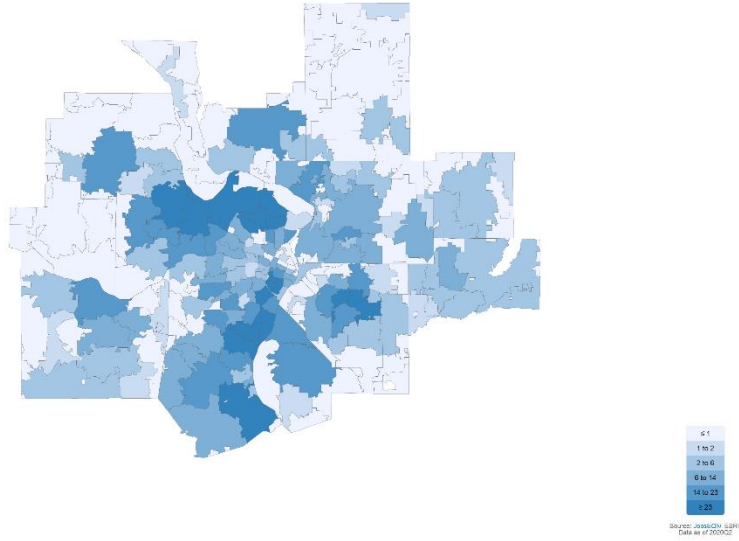 ≤ 1
1 to 2
2 to 6
6 to 14
14 to 23
≥ 23
Source: JobsEQ®, ESRI
Data as of 2020Q2